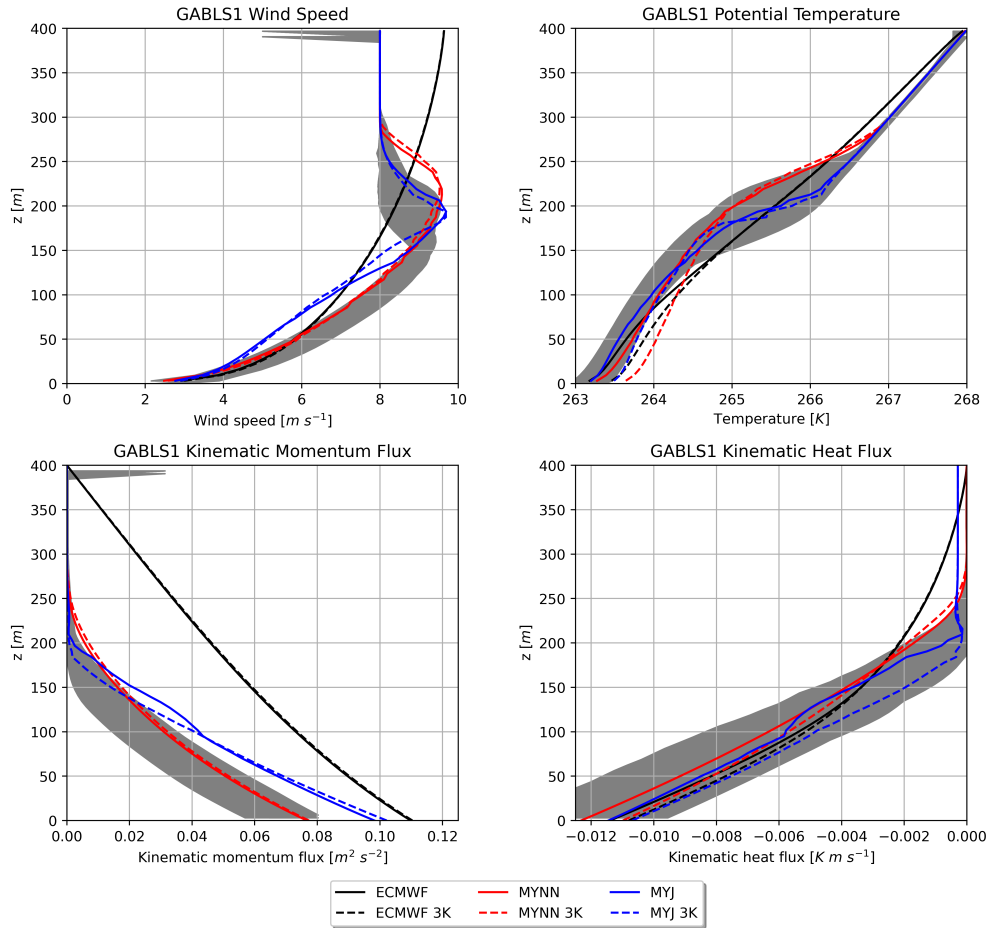 GABLS1 Wind Speed
400
350
300
250
200
150
100
50
0
z [m]
0 2 4 6 8 10
Wind speed [m s⁻¹]
GABLS1 Potential Temperature
400
350
300
250
200
150
100
50
0
z [m]
263 264 265 266 267 268
Temperature [K]
GABLS1 Kinematic Momentum Flux
400
350
300
250
200
150
100
50
0
z [m]
0.00 0.02 0.04 0.06 0.08 0.10 0.12
Kinematic momentum flux [m² s⁻²]
GABLS1 Kinematic Heat Flux
400
350
300
250
200
150
100
50
0
z [m]
−0.012 −0.010 −0.008 −0.006 −0.004 −0.002 0.000
Kinematic heat flux [K m s⁻¹]
ECMWF MYNN MYJ
ECMWF 3K MYNN 3K MYJ 3K